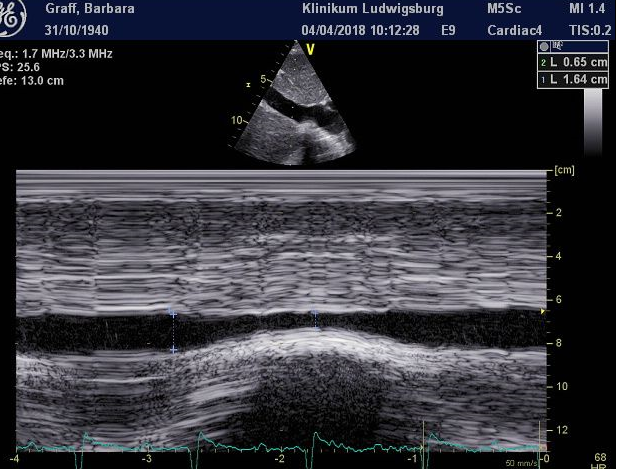 GE
Graff, Barbara
Klinikum Ludwigsburg
M5Sc
MI 1.4
31/10/1940
04/04/2018 10:12:28
E9
Cardiac4
TIS:0.2
eq.: 1.7 MHz/3.3 MHz
PS: 25.6
efe: 13.0 cm
V
2 L 0.65 cm
1 L 1.64 cm
5
10
[cm]
2
4
6
8
10
12
-4
-3
-2
-1
-0
50 mm/s
68
HR